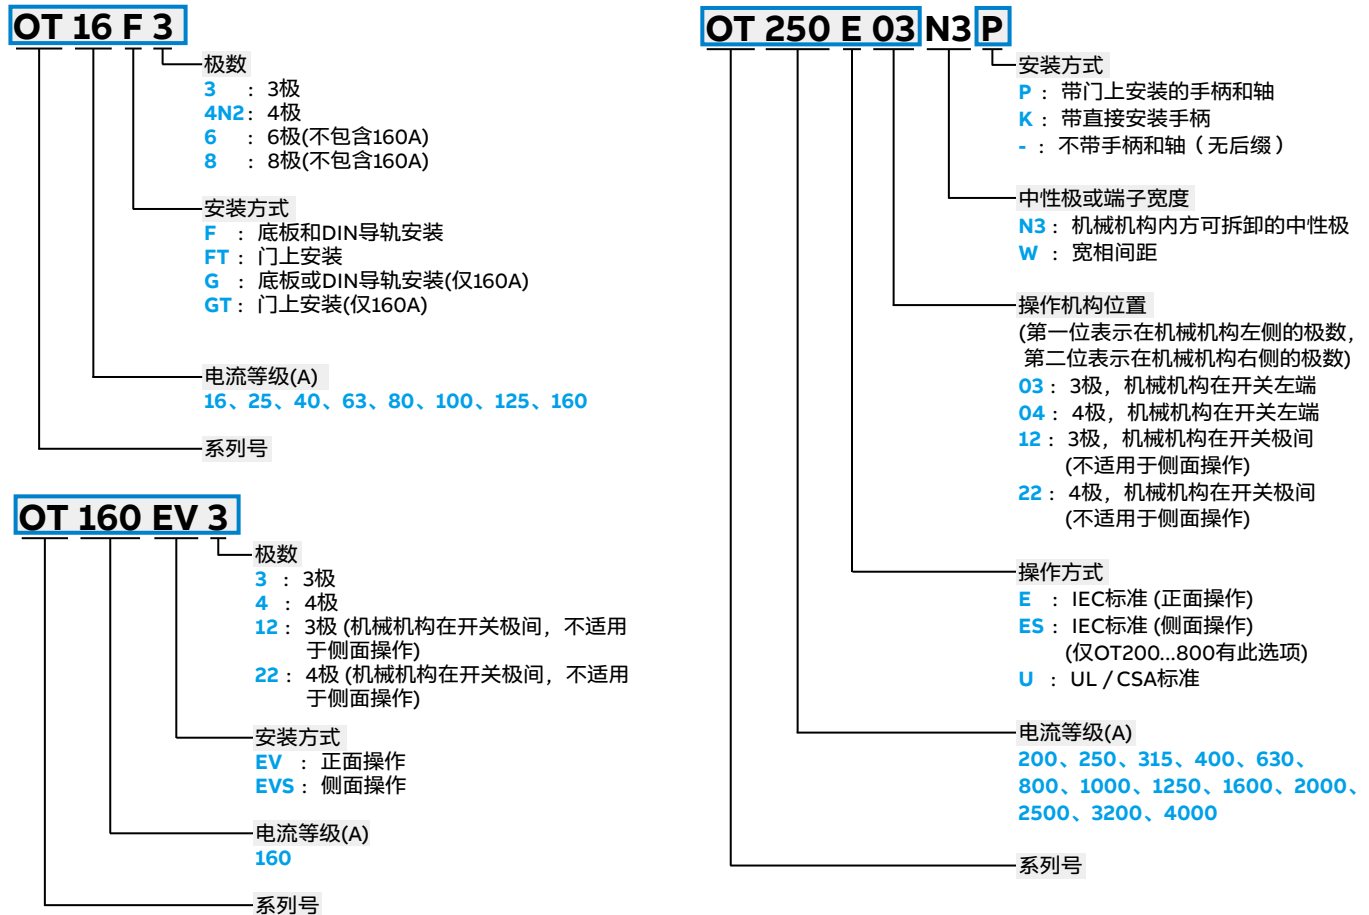 OT 16 F 3
极数
3 : 3极
4N2: 4极
6 : 6极(不包含160A)
8 : 8极(不包含160A)
安装方式
F : 底板和DIN导轨安装
FT : 门上安装
G : 底板或DIN导轨安装(仅160A)
GT : 门上安装(仅160A)
电流等级(A)
16、25、40、63、80、100、125、160
系列号
OT 160 EV 3
极数
3 : 3极
4 : 4极
12 : 3极 (机械机构在开关极间，不适用
于侧面操作)
22 : 4极 (机械机构在开关极间，不适用
于侧面操作)
安装方式
EV : 正面操作
EVS : 侧面操作
电流等级(A)
160
系列号
OT 250 E 03 N3 P
安装方式
P : 带门上安装的手柄和轴
K : 带直接安装手柄
- : 不带手柄和轴（无后缀）
中性极或端子宽度
N3 : 机械机构内方可拆卸的中性极
W : 宽相间距
操作机构位置
(第一位表示在机械机构左侧的极数，
第二位表示在机械机构右侧的极数)
03 : 3极，机械机构在开关左端
04 : 4极，机械机构在开关左端
12 : 3极，机械机构在开关极间
(不适用于侧面操作)
22 : 4极，机械机构在开关极间
(不适用于侧面操作)
操作方式
E : IEC标准 (正面操作)
ES : IEC标准 (侧面操作)
(仅OT200...800有此选项)
U : UL / CSA标准
电流等级(A)
200、250、315、400、630、
800、1000、1250、1600、2000、
2500、3200、4000
系列号